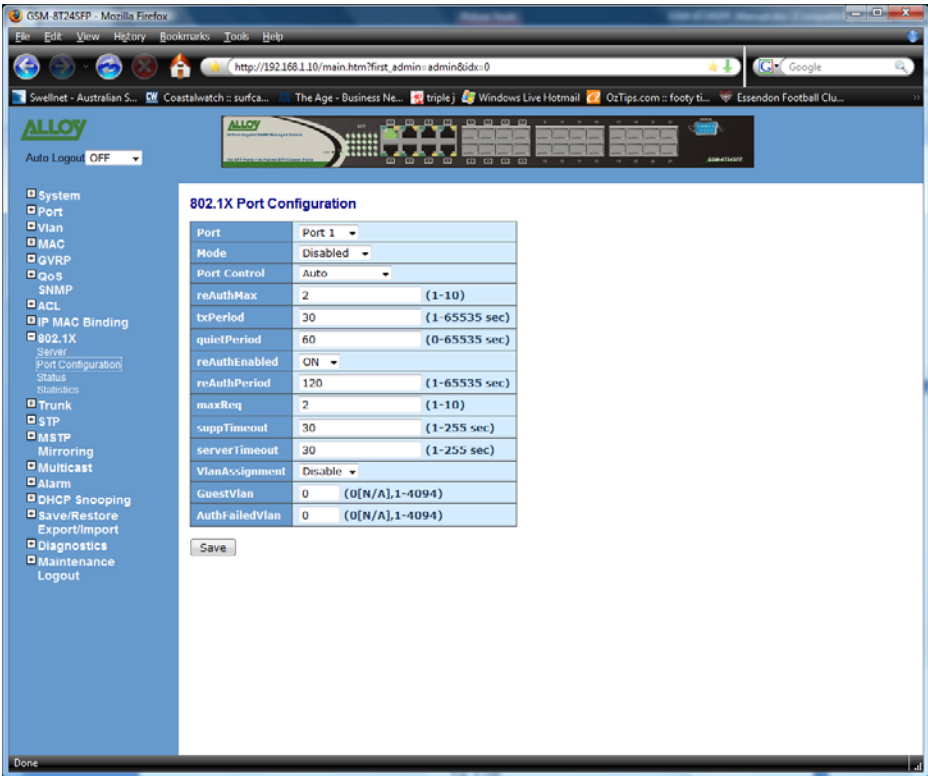 GSM-8T24SFP - Mozilla Firefox
File Edit View History Bookmarks Tools Help
http://192.168.1.10/main.htm?first_admin=admin&idx=0
Google
Swellnet - Australian S... Coastalwatch :: surfca... The Age - Business Ne... triple j Windows Live Hotmail OzTips.com :: footy ti... Essendon Football Clu...
ALLOY
Auto Logout OFF
ALLOY
System
Port
Vlan
MAC
GVRP
QoS
SNMP
ACL
IP MAC Binding
802.1X
Server
Port Configuration
Status
Statistics
Trunk
STP
MSTP
Mirroring
Multicast
Alarm
DHCP Snooping
Save/Restore
Export/Import
Diagnostics
Maintenance
Logout
802.1X Port Configuration
Port Port 1
Mode Disabled
Port Control Auto
reAuthMax 2 (1-10)
txPeriod 30 (1-65535 sec)
quietPeriod 60 (0-65535 sec)
reAuthEnabled ON
reAuthPeriod 120 (1-65535 sec)
maxReq 2 (1-10)
suppTimeout 30 (1-255 sec)
serverTimeout 30 (1-255 sec)
VlanAssignment Disable
GuestVlan 0 (0[N/A],1-4094)
AuthFailedVlan 0 (0[N/A],1-4094)
Save
Done